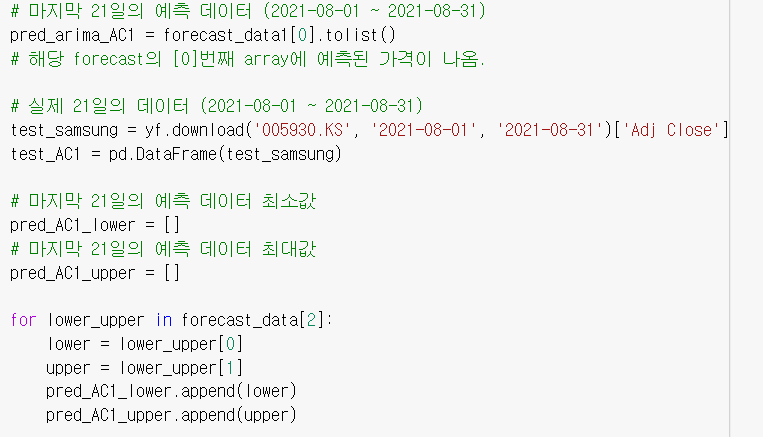 # 마지막 21일의 예측 데이터 (2021-08-01 ~ 2021-08-31)
pred_arima_AC1 = forecast_data1[0].tolist()
# 해당 forecast의 [0]번째 array에 예측된 가격이 나옴.
# 실제 21일의 데이터 (2021-08-01 ~ 2021-08-31)
test_samsung = yf.download('005930.KS', '2021-08-01', '2021-08-31')['Adj Close']
test_AC1 = pd.DataFrame(test_samsung)
# 마지막 21일의 예측 데이터 최소값
pred_AC1_lower = []
# 마지막 21일의 예측 데이터 최대값
pred_AC1_upper = []
for lower_upper in forecast_data[2]:
    lower = lower_upper[0]
    upper = lower_upper[1]
    pred_AC1_lower.append(lower)
    pred_AC1_upper.append(upper)